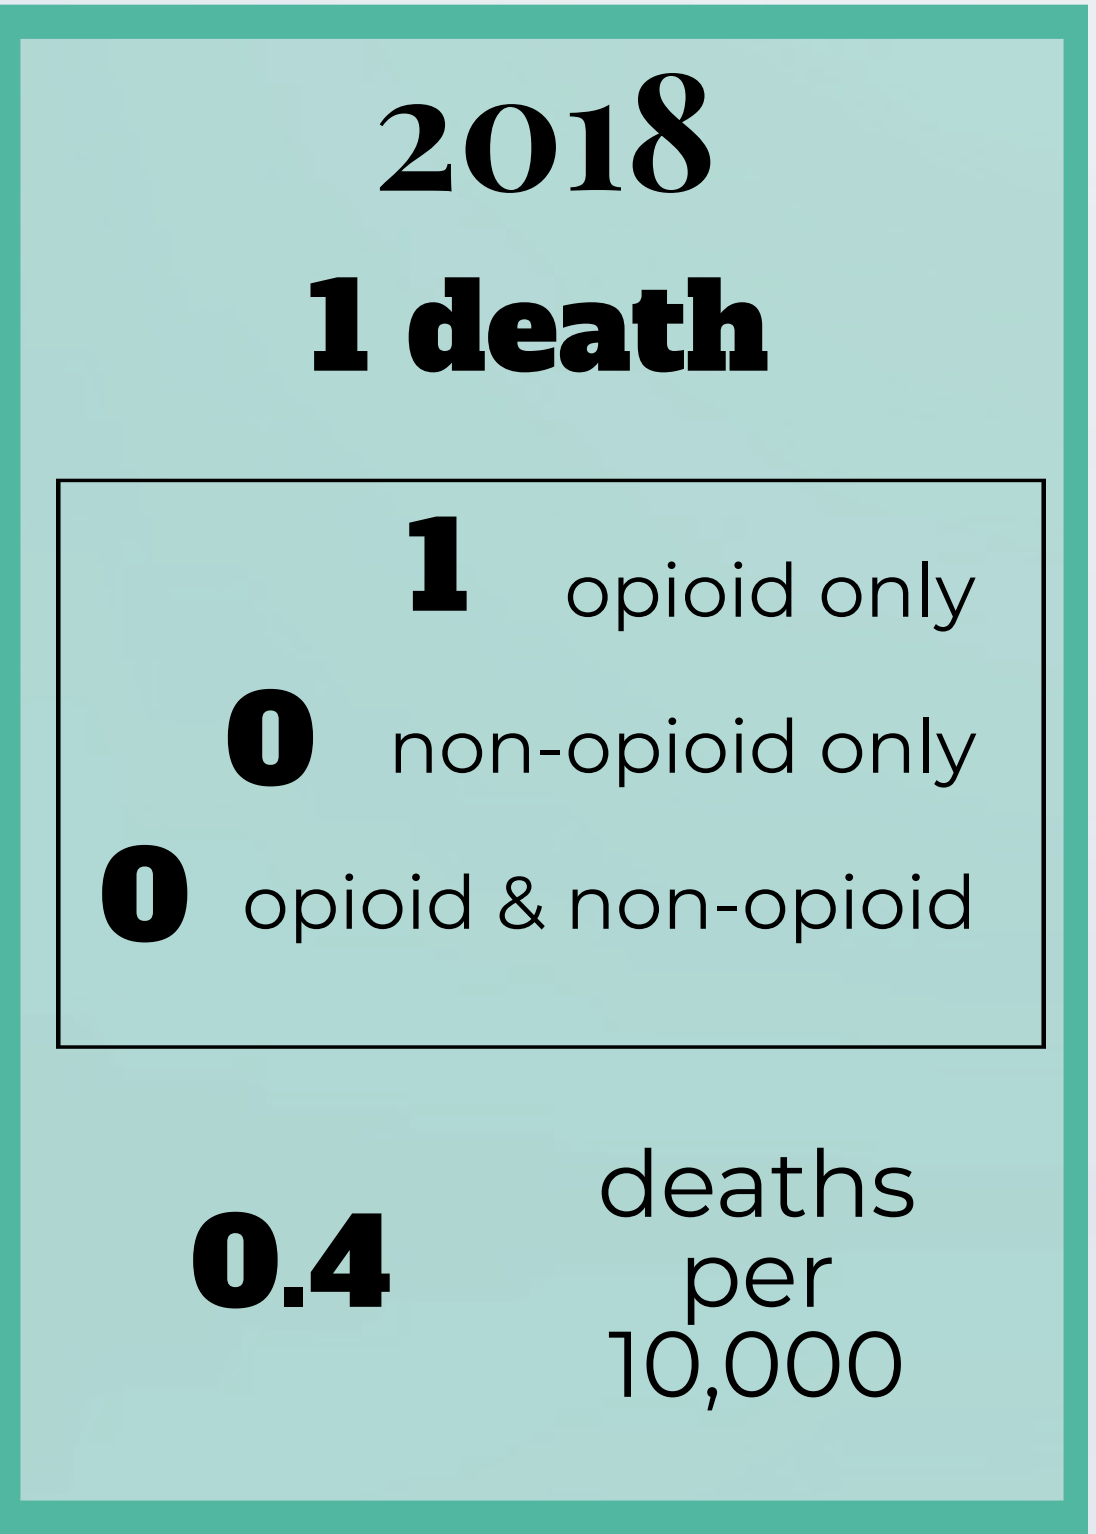 2018
1 death
1 opioid only
0 non-opioid only
0 opioid & non-opioid
0.4
deaths
per
10,000